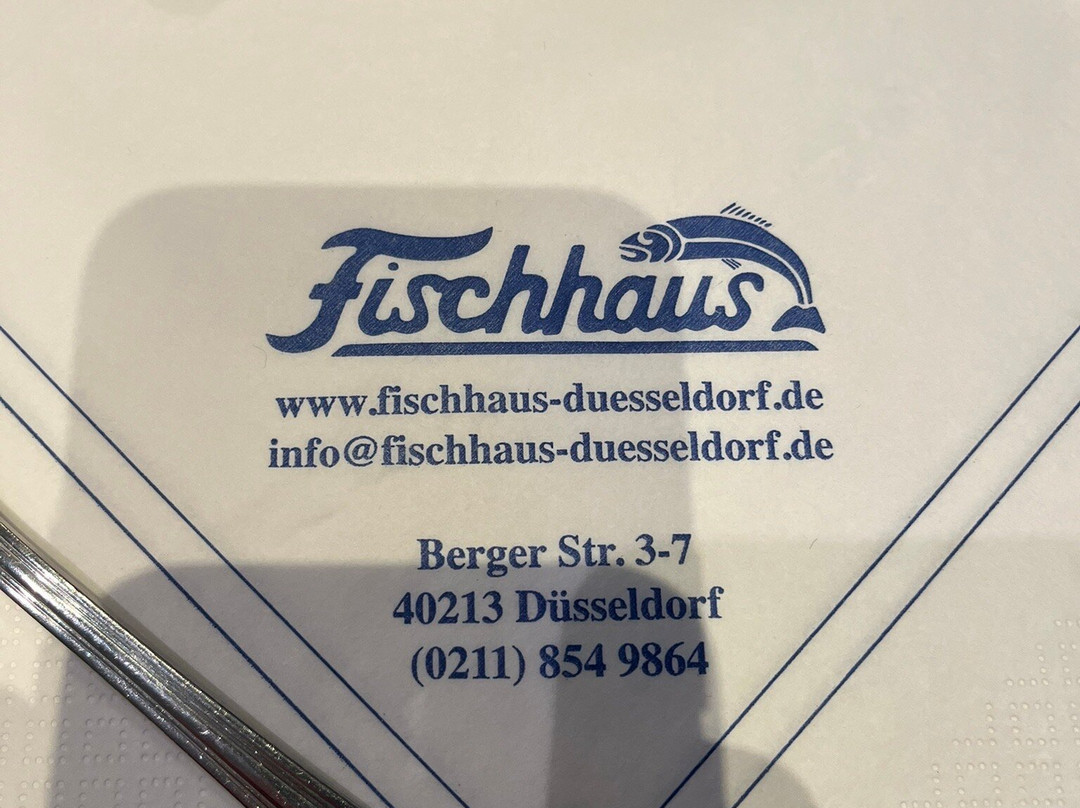 Fischhaus
www.fischhaus-duesseldorf.de
info@fischhaus-duesseldorf.de
Berger Str. 3-7
40213 Düsseldorf
(0211) 854 9864